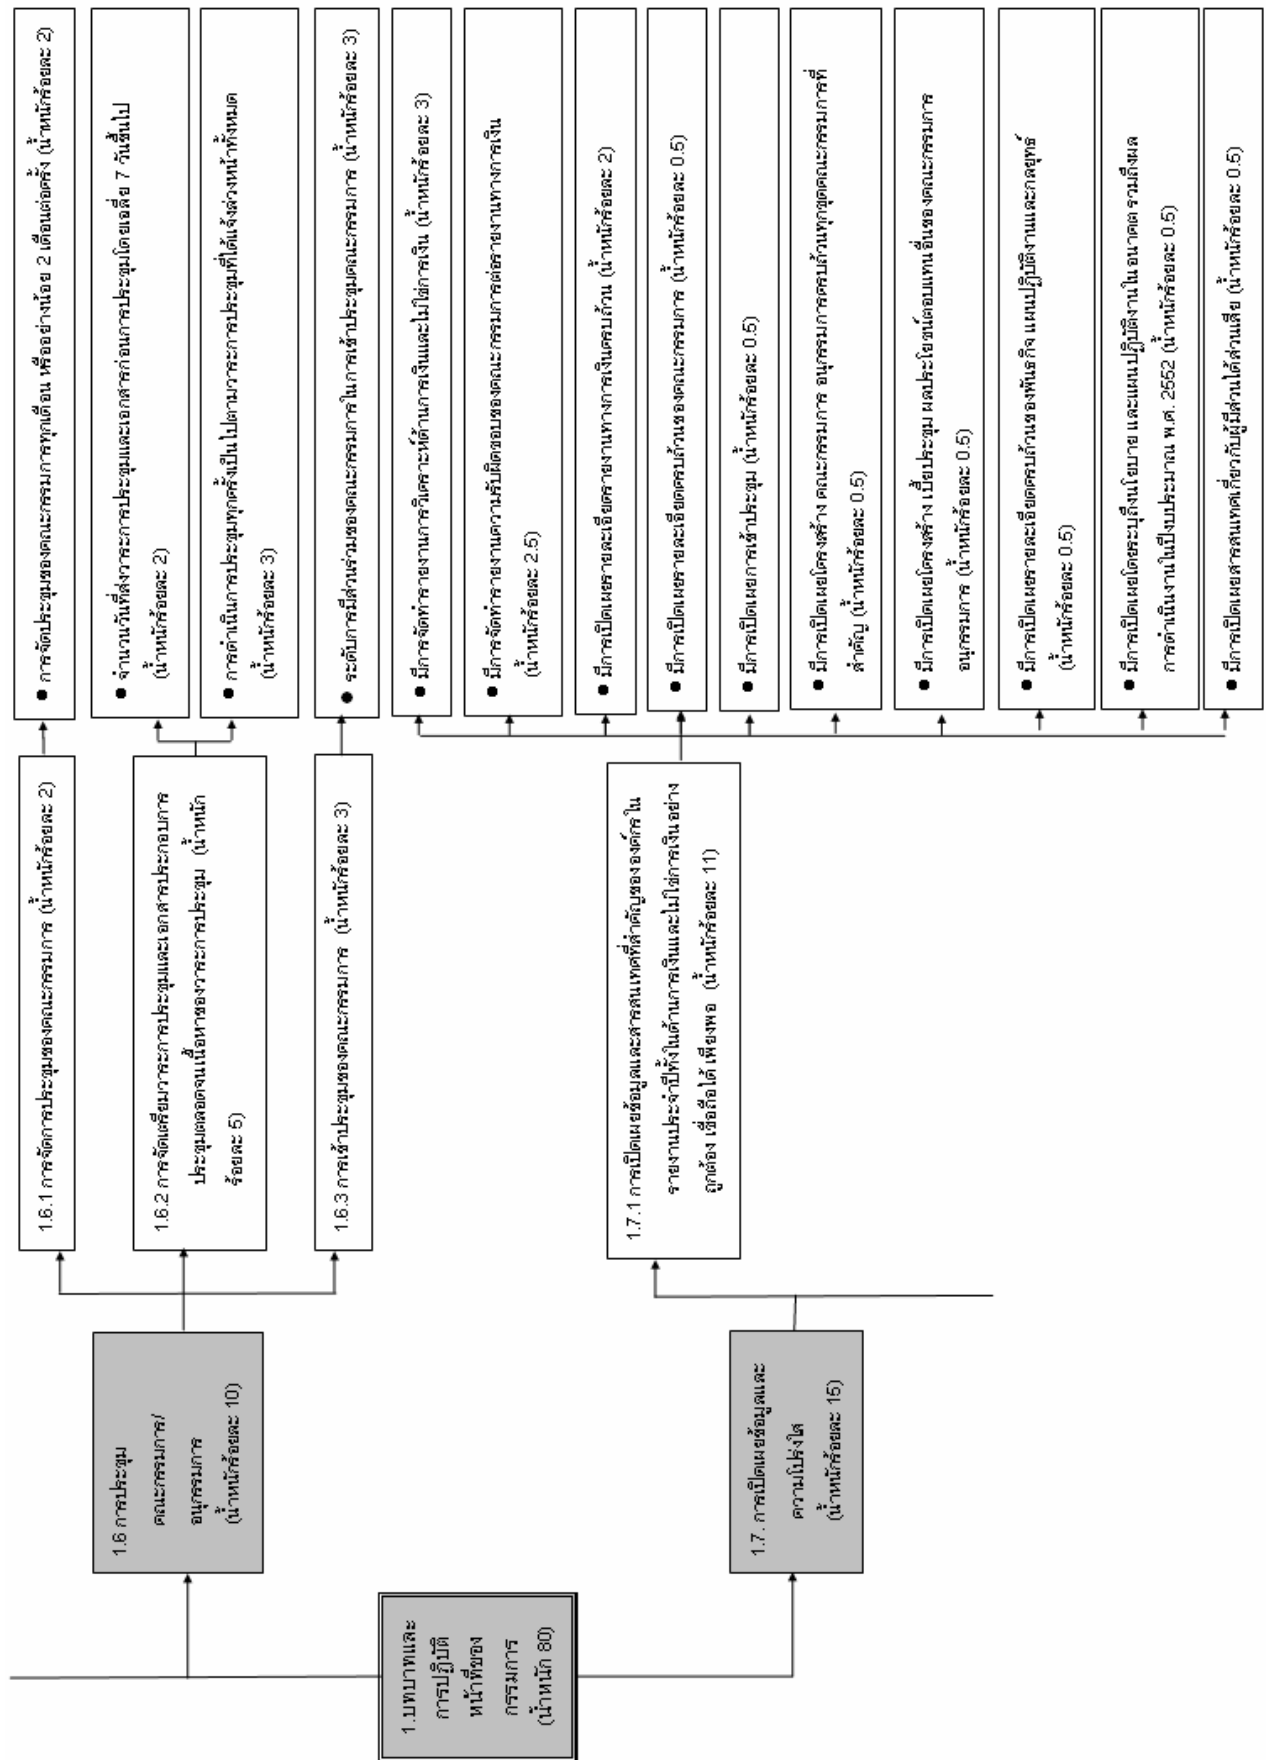 1.บทบาทและ
การปฏิบัติ
หน้าที่ของ
กรรมการ
(น้ำหนัก 80)
1.6 การประชุม
คณะกรรมการ/
อนุกรรมการ
(น้ำหนักร้อยละ 10)
1.6.1 การจัดการประชุมของคณะกรรมการ (น้ำหนักร้อยละ 2)
● การจัดประชุมของคณะกรรมการทุกเดือน หรืออย่างน้อย 2 เดือนต่อครั้ง (น้ำหนักร้อยละ 2)
1.6.2 การจัดเตรียมวาระการประชุมและเอกสารประกอบการ
ประชุมตลอดจนเนื้อหาของวาระการประชุม (น้ำหนัก
ร้อยละ 5)
● จำนวนวันที่ส่งวาระการประชุมและเอกสารก่อนการประชุมโดยเฉลี่ย 7 วันขึ้นไป
(น้ำหนักร้อยละ 2)
● การดำเนินการประชุมทุกครั้งเป็นไปตามวาระการประชุมที่ได้แจ้งล่วงหน้าทั้งหมด
(น้ำหนักร้อยละ 3)
1.6.3 การเข้าประชุมของคณะกรรมการ (น้ำหนักร้อยละ 3)
● ระดับการมีส่วนร่วมของคณะกรรมการในการเข้าประชุมคณะกรรมการ (น้ำหนักร้อยละ 3)
1.7. การเปิดเผยข้อมูลและ
ความโปร่งใส
(น้ำหนักร้อยละ 15)
1.7.1 การเปิดเผยข้อมูลและสารสนเทศที่สำคัญขององค์กรใน
รายงานประจำปีทั้งในด้านการเงินและไม่ใช่การเงินอย่าง
ถูกต้อง เชื่อถือได้ เพียงพอ (น้ำหนักร้อยละ 11)
● มีการจัดทำรายงานการวิเคราะห์ด้านการเงินและไม่ใช่การเงิน (น้ำหนักร้อยละ 3)
● มีการจัดทำรายงานความรับผิดชอบของคณะกรรมการต่อรายงานทางการเงิน
(น้ำหนักร้อยละ 2.5)
● มีการเปิดเผยรายละเอียดรายงานทางการเงินครบถ้วน (น้ำหนักร้อยละ 2)
● มีการเปิดเผยรายละเอียดครบถ้วนของคณะกรรมการ (น้ำหนักร้อยละ 0.5)
● มีการเปิดเผยการเข้าประชุม (น้ำหนักร้อยละ 0.5)
● มีการเปิดเผยโครงสร้าง คณะกรรมการ อนุกรรมการครบถ้วนทุกชุดคณะกรรมการที่
สำคัญ (น้ำหนักร้อยละ 0.5)
● มีการเปิดเผยโครงสร้าง เบี้ยประชุม ผลประโยชน์ตอบแทนอื่นของคณะกรรมการ
อนุกรรมการ (น้ำหนักร้อยละ 0.5)
● มีการเปิดเผยรายละเอียดครบถ้วนของพันธกิจ แผนปฏิบัติงานและกลยุทธ์
(น้ำหนักร้อยละ 0.5)
● มีการเปิดเผยโดยระบุถึงนโยบาย และแผนปฏิบัติงานในอนาคต รวมถึงผล
การดำเนินงานในปีงบประมาณ พ.ศ. 2552 (น้ำหนักร้อยละ 0.5)
● มีการเปิดเผยสารสนเทศเกี่ยวกับผู้มีส่วนได้ส่วนเสีย (น้ำหนักร้อยละ 0.5)